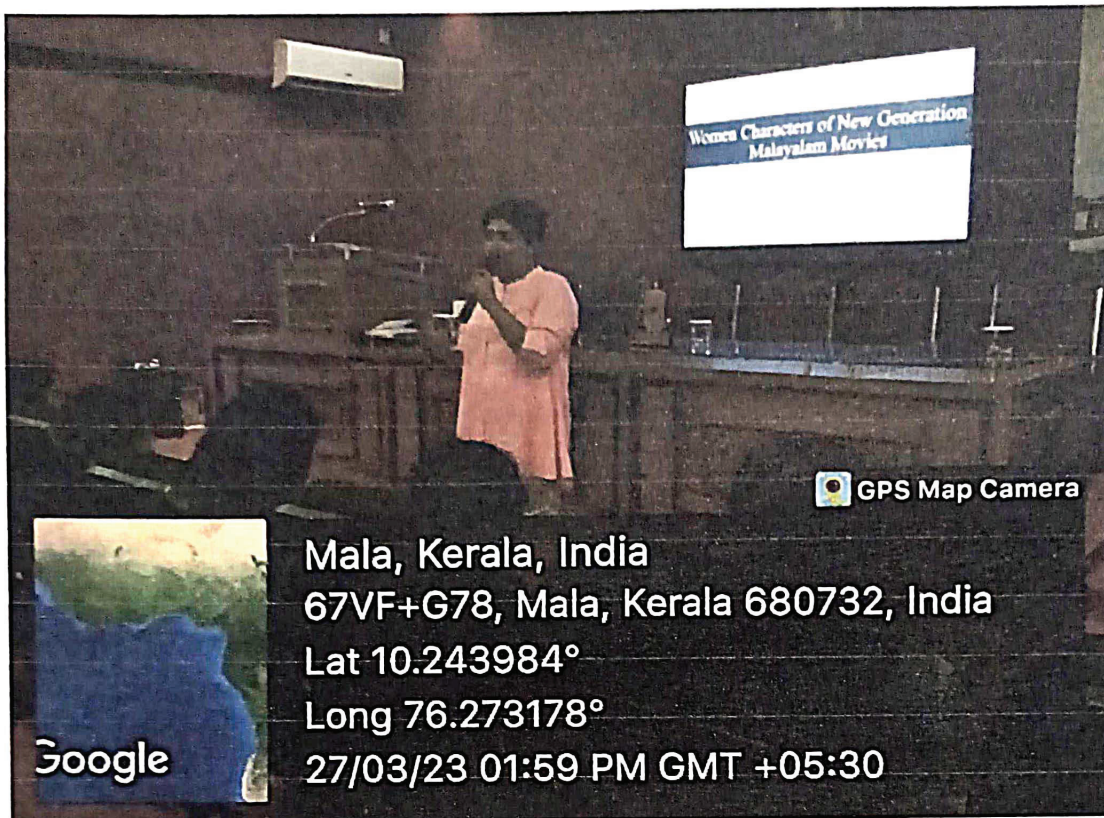 Women Characters of New Generation
Malayalam Movies
GPS Map Camera
Mala, Kerala, India
67VF+G78, Mala, Kerala 680732, India
Lat 10.243984°
Long 76.273178°
27/03/23 01:59 PM GMT +05:30
Google